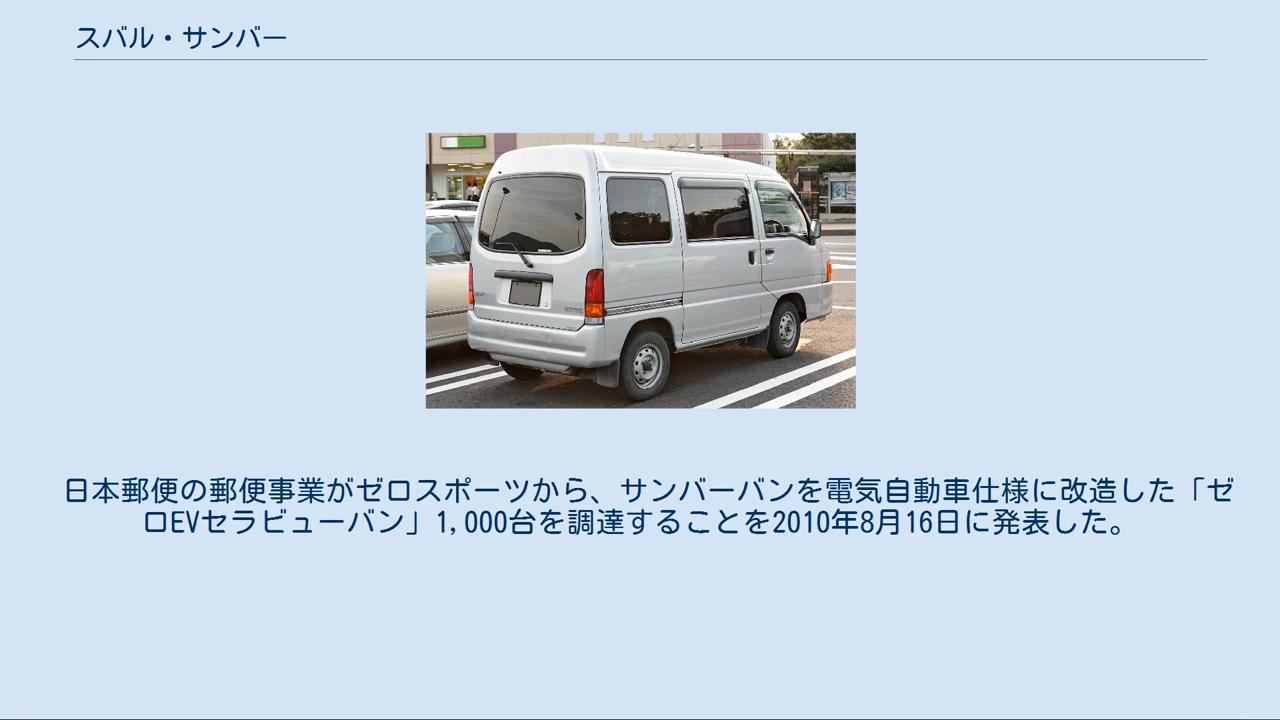 スバル・サンバー
日本郵便の郵便事業がゼロスポーツから、サンバーバンを電気自動車仕様に改造した「ゼ
ロEVセラビューバン」1,000台を調達することを2010年8月16日に発表した。